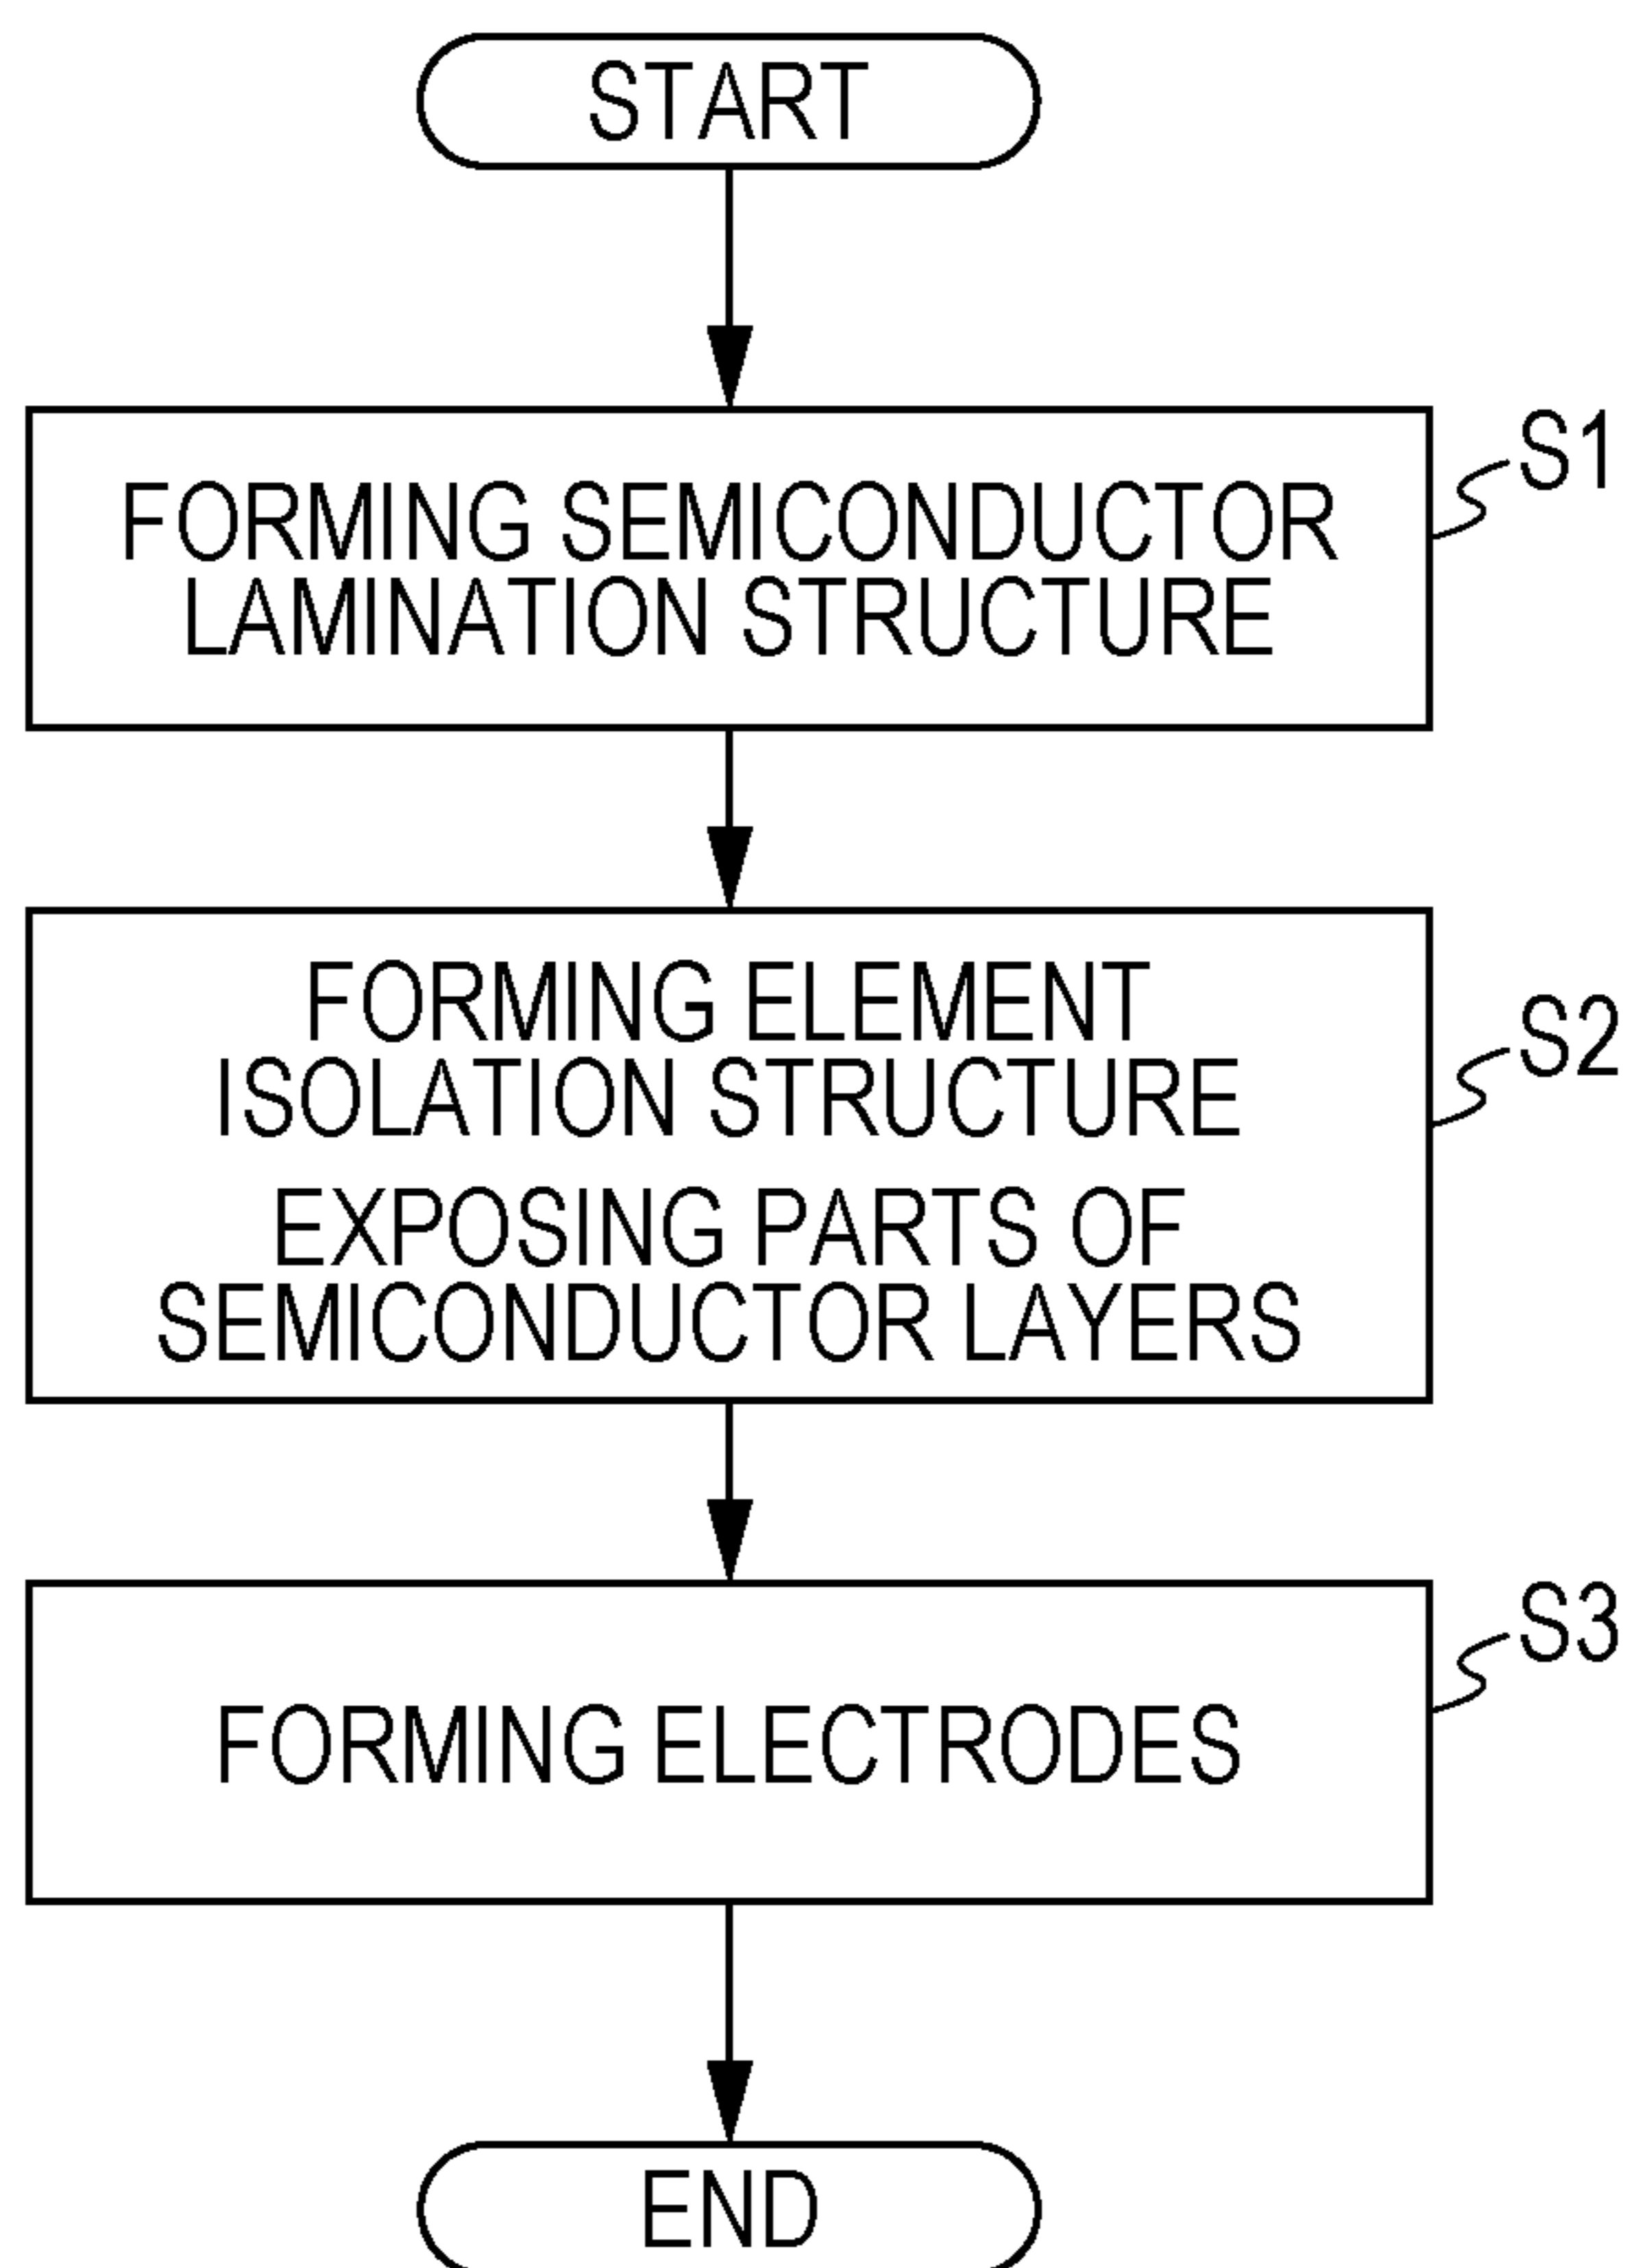 START
FORMING SEMICONDUCTOR
LAMINATION STRUCTURE
S1
FORMING ELEMENT
ISOLATION STRUCTURE
EXPOSING PARTS OF
SEMICONDUCTOR LAYERS
S2
FORMING ELECTRODES
S3
END